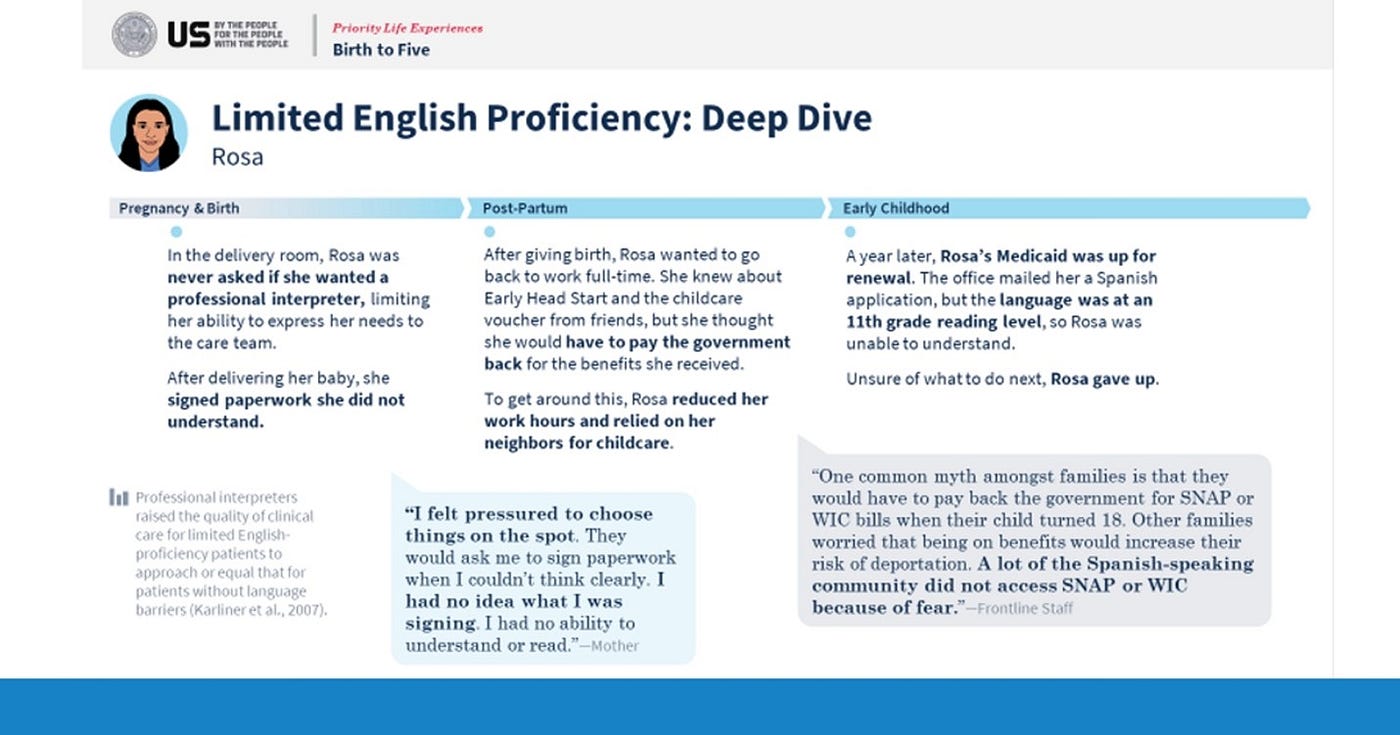 US
BY THE PEOPLE
FOR THE PEOPLE
WITH THE PEOPLE
Priority Life Experiences
Birth to Five
Limited English Proficiency: Deep Dive
Rosa
Pregnancy & Birth
In the delivery room, Rosa was
never asked if she wanted a
professional interpreter, limiting
her ability to express her needs to
the care team.
After delivering her baby, she
signed paperwork she did not
understand.
Professional interpreters
raised the quality of clinical
care for limited English-
proficiency patients to
approach or equal that for
patients without language
barriers (Karliner et al., 2007).
Post-Partum
After giving birth, Rosa wanted to go
back to work full-time. She knew about
Early Head Start and the childcare
voucher from friends, but she thought
she would have to pay the government
back for the benefits she received.
To get around this, Rosa reduced her
work hours and relied on her
neighbors for childcare.
“I felt pressured to choose
things on the spot. They
would ask me to sign paperwork
when I couldn’t think clearly. I
had no idea what I was
signing. I had no ability to
understand or read.”—Mother
Early Childhood
A year later, Rosa’s Medicaid was up for
renewal. The office mailed her a Spanish
application, but the language was at an
11th grade reading level, so Rosa was
unable to understand.
Unsure of what to do next, Rosa gave up.
“One common myth amongst families is that they
would have to pay back the government for SNAP or
WIC bills when their child turned 18. Other families
worried that being on benefits would increase their
risk of deportation. A lot of the Spanish-speaking
community did not access SNAP or WIC
because of fear.”—Frontline Staff